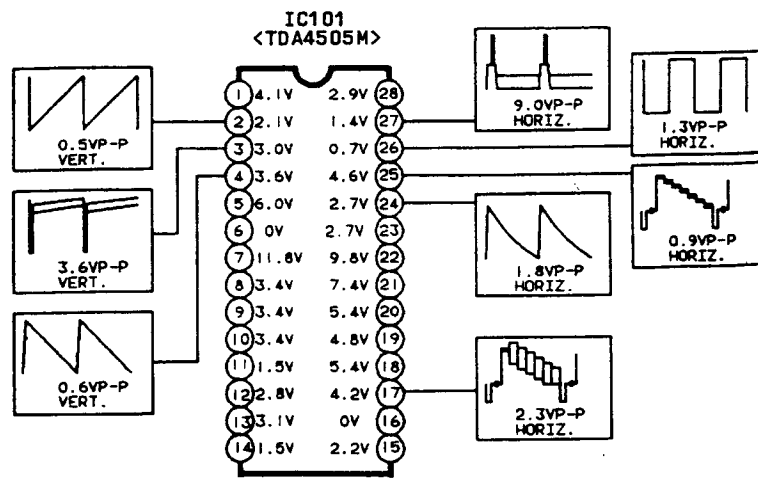 IC101
<TDA4505M>
1 4.1V 2.9V 28
2 2.1V 1.4V 27
3 3.0V 0.7V 26
4 3.6V 4.6V 25
5 6.0V 2.7V 24
6 0V 2.7V 23
7 11.8V 9.8V 22
8 3.4V 7.4V 21
9 3.4V 5.4V 20
10 3.4V 4.8V 19
11 1.5V 5.4V 18
12 2.8V 4.2V 17
13 3.1V 0V 16
14 1.5V 2.2V 15
0.5VP-P
VERT.
3.6VP-P
VERT.
0.6VP-P
VERT.
9.0VP-P
HORIZ.
1.3VP-P
HORIZ.
0.9VP-P
HORIZ.
1.8VP-P
HORIZ.
2.3VP-P
HORIZ.